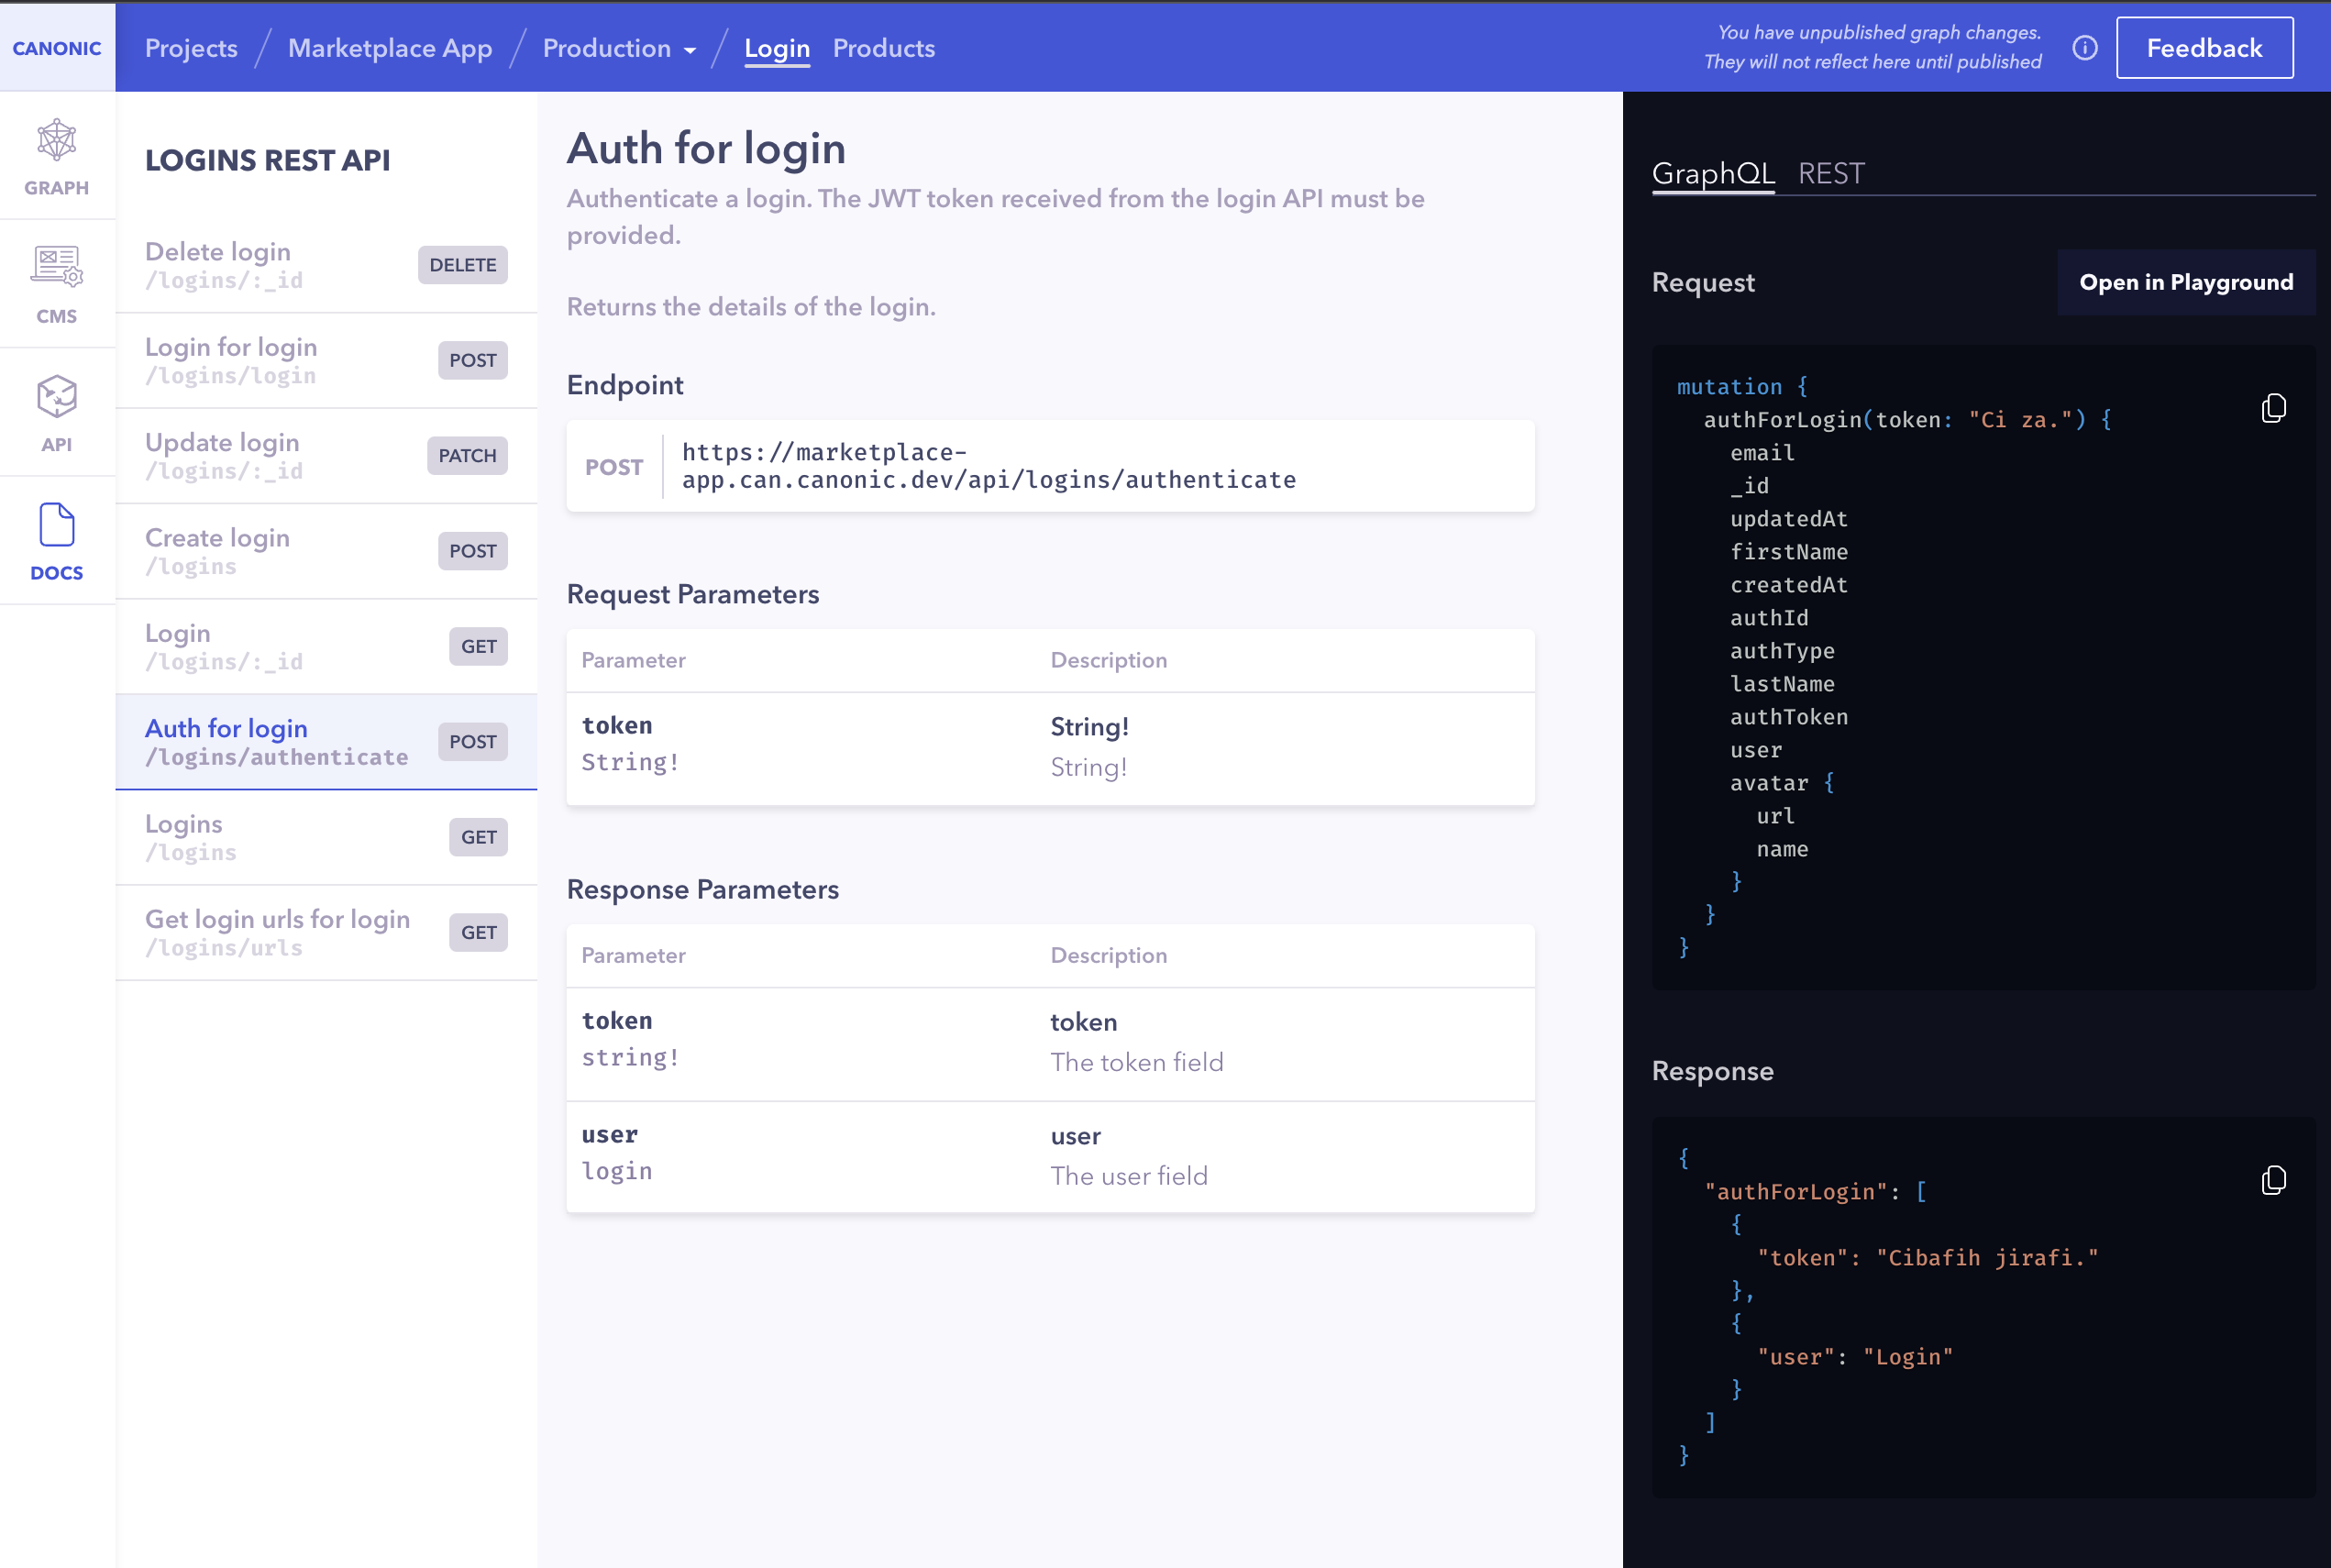 CANONIC
Projects / Marketplace App / Production / Login Products
You have unpublished graph changes.
They will not reflect here until published
Feedback
GRAPH
CMS
API
DOCS
LOGINS REST API
Delete login
/logins/:_id
DELETE
Login for login
/logins/login
POST
Update login
/logins/:_id
PATCH
Create login
/logins
POST
Login
/logins/:_id
GET
Auth for login
/logins/authenticate
POST
Logins
/logins
GET
Get login urls for login
/logins/urls
GET
Auth for login
Authenticate a login. The JWT token received from the login API must be
provided.
Returns the details of the login.
Endpoint
POST
https://marketplace-
app.can.canonic.dev/api/logins/authenticate
Request Parameters
Parameter Description
token String!
String! String!
Response Parameters
Parameter Description
token token
string! The token field
user user
login The user field
GraphQL REST
Request
Open in Playground
mutation {
  authForLogin(token: "Ci za.") {
    email
    _id
    updatedAt
    firstName
    createdAt
    authId
    authType
    lastName
    authToken
    user
    avatar {
      url
      name
    }
  }
}
Response
{
  "authForLogin": [
    {
      "token": "Cibafih jirafi."
    },
    {
      "user": "Login"
    }
  ]
}